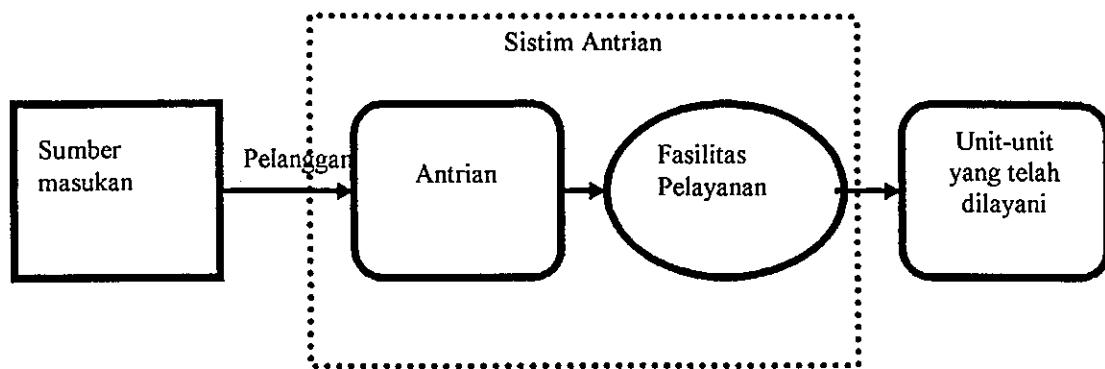 Sistim Antrian
Sumber
masukan
Pelanggan
Antrian
Fasilitas
Pelayanan
Unit-unit
yang telah
dilayani